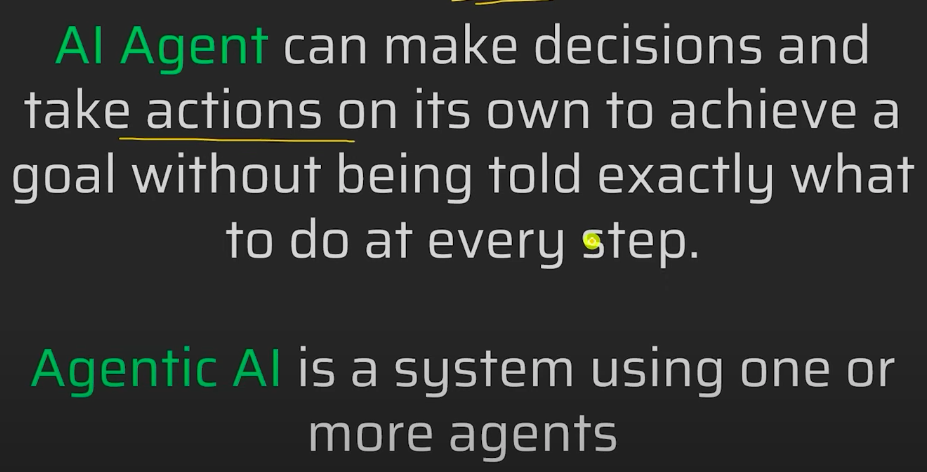 AI Agent can make decisions and
take actions on its own to achieve a
goal without being told exactly what
to do at every step.
Agentic AI is a system using one or
more agents